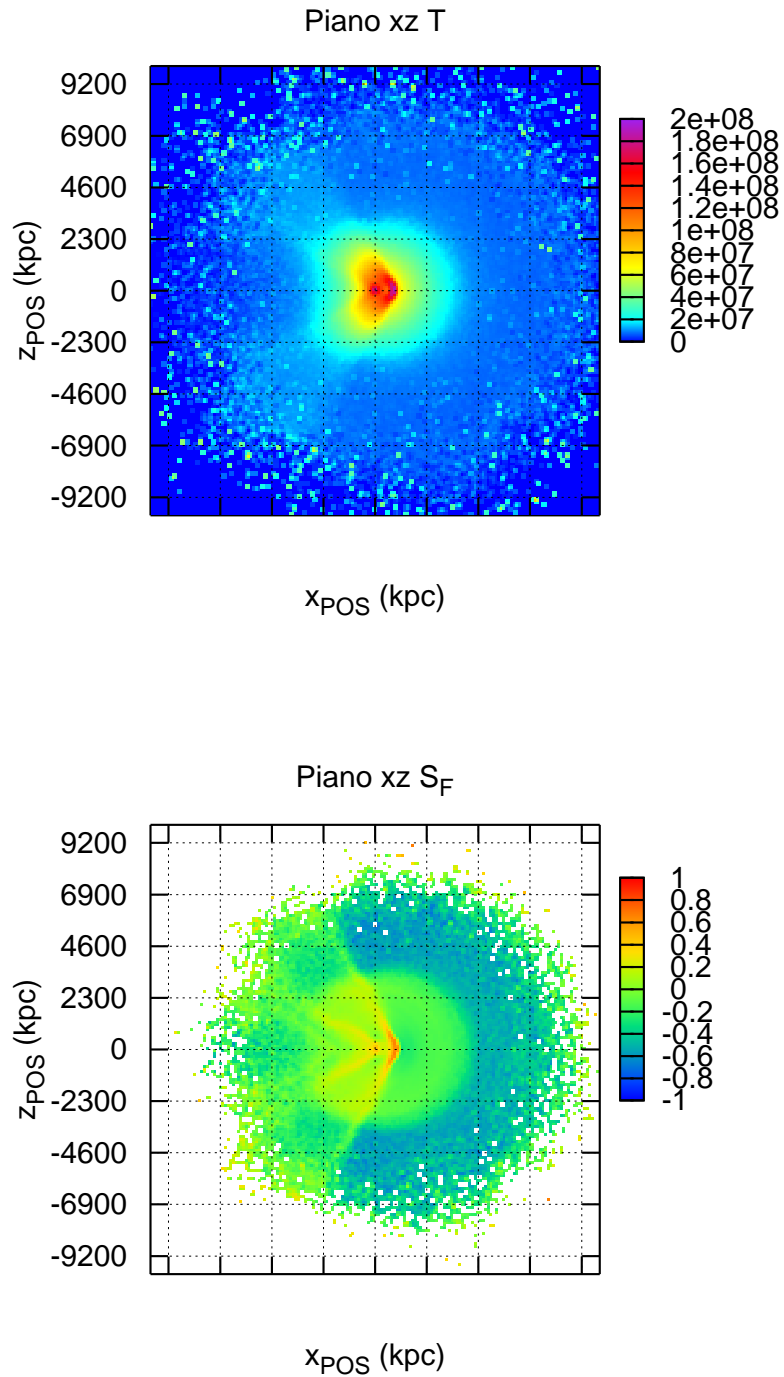 Piano xz T
9200
6900
4600
2300
0
-2300
-4600
-6900
-9200
z_POS (kpc)
x_POS (kpc)
2e+08
1.8e+08
1.6e+08
1.4e+08
1.2e+08
1e+08
8e+07
6e+07
4e+07
2e+07
0
Piano xz S_F
9200
6900
4600
2300
0
-2300
-4600
-6900
-9200
z_POS (kpc)
x_POS (kpc)
1
0.8
0.6
0.4
0.2
0
-0.2
-0.4
-0.6
-0.8
-1